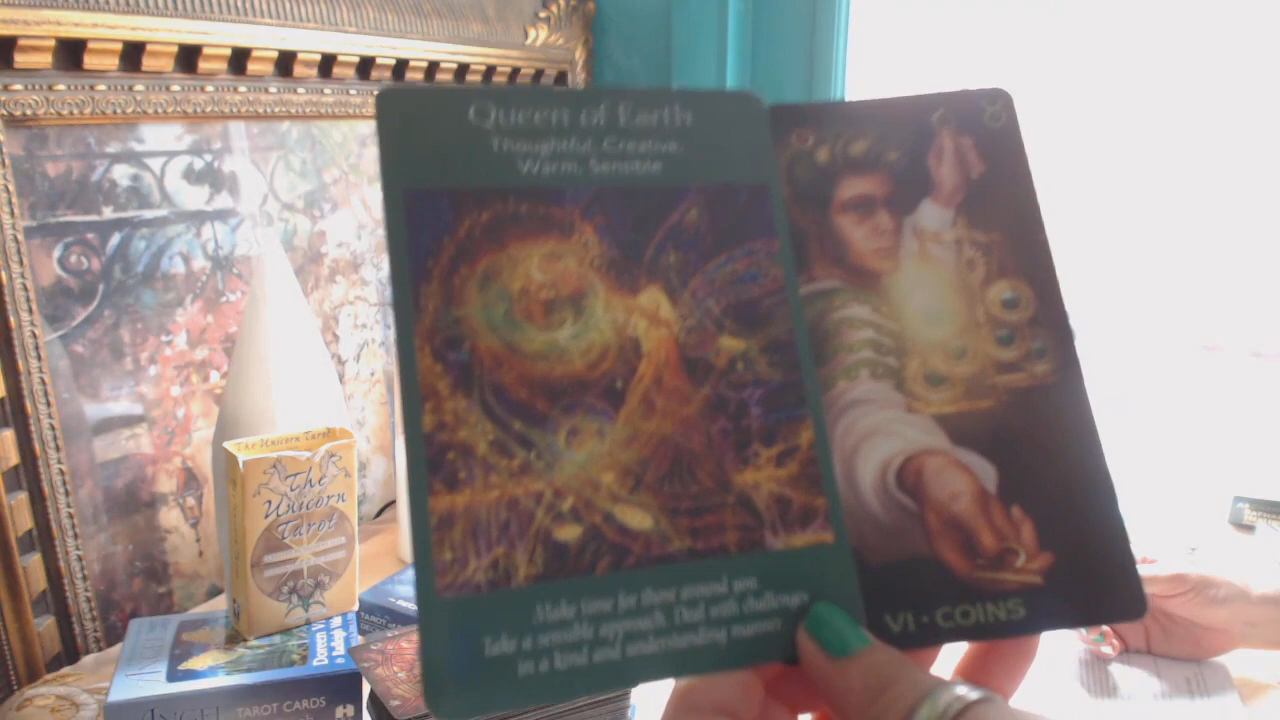 Queen of Earth
Thoughtful, Creative,
Warm, Sensible
Make time for those around you.
Take a sensible approach. Deal with challenges
in a kind and understanding manner.
VI · COINS
The Unicorn Tarot
The
Unicorn
Tarot
Doreen
TAROT CARDS